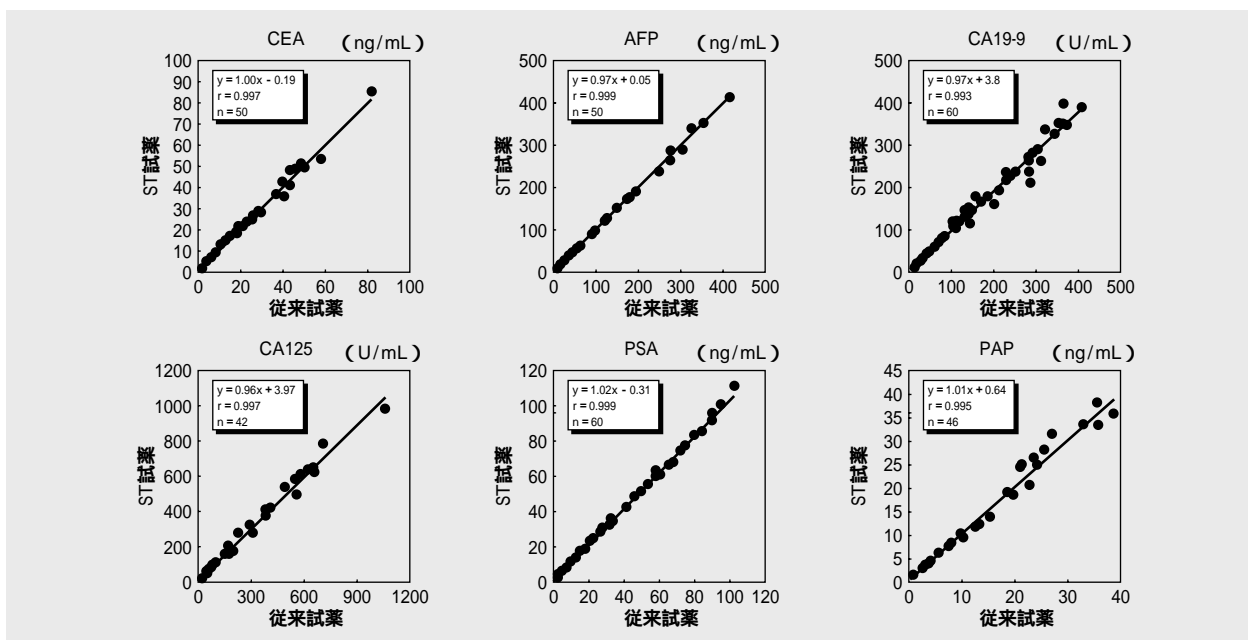 CEA （ng/mL）
100
90
80
70
60
50
40
30
20
10
0
y = 1.00x - 0.19
r = 0.997
n = 50
ST試薬
0 20 40 60 80 100
従来試薬
AFP （ng/mL）
500
400
300
200
100
0
y = 0.97x + 0.05
r = 0.999
n = 50
ST試薬
0 100 200 300 400 500
従来試薬
CA19-9 （U/mL）
500
400
300
200
100
0
y = 0.97x + 3.8
r = 0.993
n = 60
ST試薬
0 100 200 300 400 500
従来試薬
CA125 （U/mL）
1200
1000
800
600
400
200
0
y = 0.96x + 3.97
r = 0.997
n = 42
ST試薬
0 300 600 900 1200
従来試薬
PSA （ng/mL）
120
100
80
60
40
20
0
y = 1.02x - 0.31
r = 0.999
n = 60
ST試薬
0 20 40 60 80 100 120
従来試薬
PAP （ng/mL）
45
40
35
30
25
20
15
10
5
0
y = 1.01x + 0.64
r = 0.995
n = 46
ST試薬
0 10 20 30 40
従来試薬